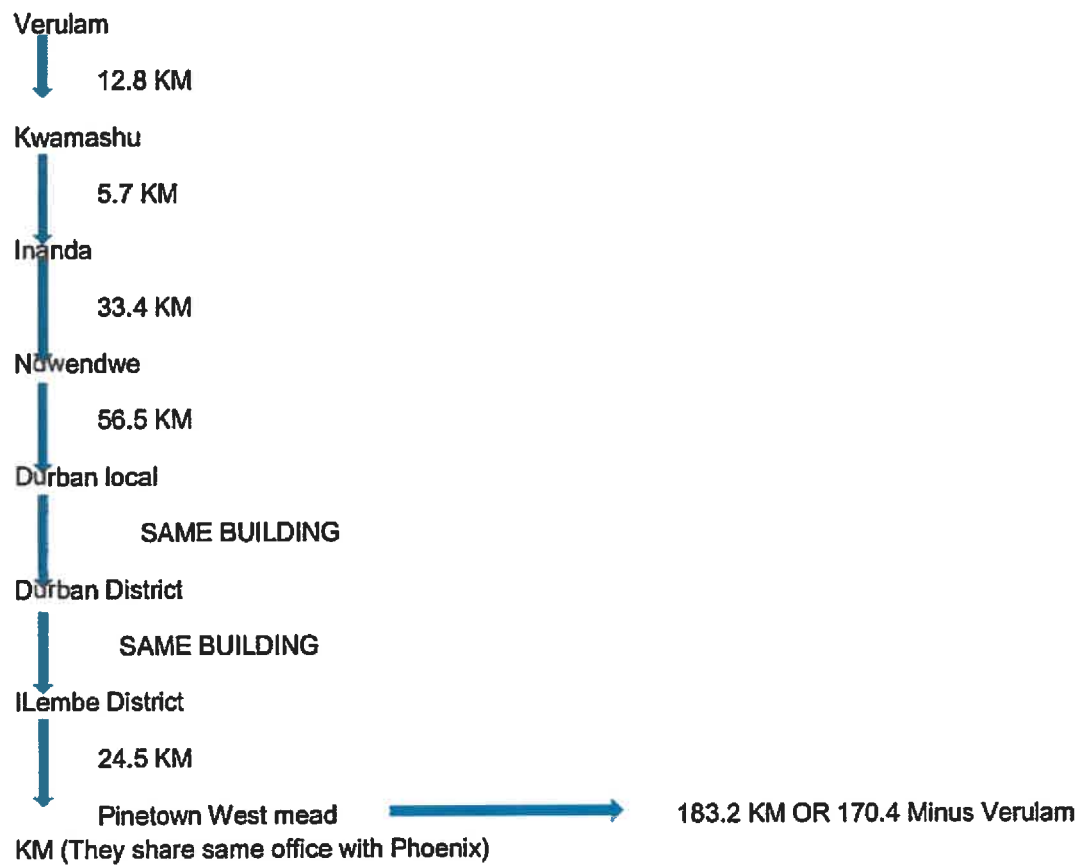 Verulam
12.8 KM
Kwamashu
5.7 KM
Inanda
33.4 KM
Ndwendwe
56.5 KM
Durban local
SAME BUILDING
Durban District
SAME BUILDING
ILembe District
24.5 KM
Pinetown West mead 183.2 KM OR 170.4 Minus Verulam
KM (They share same office with Phoenix)